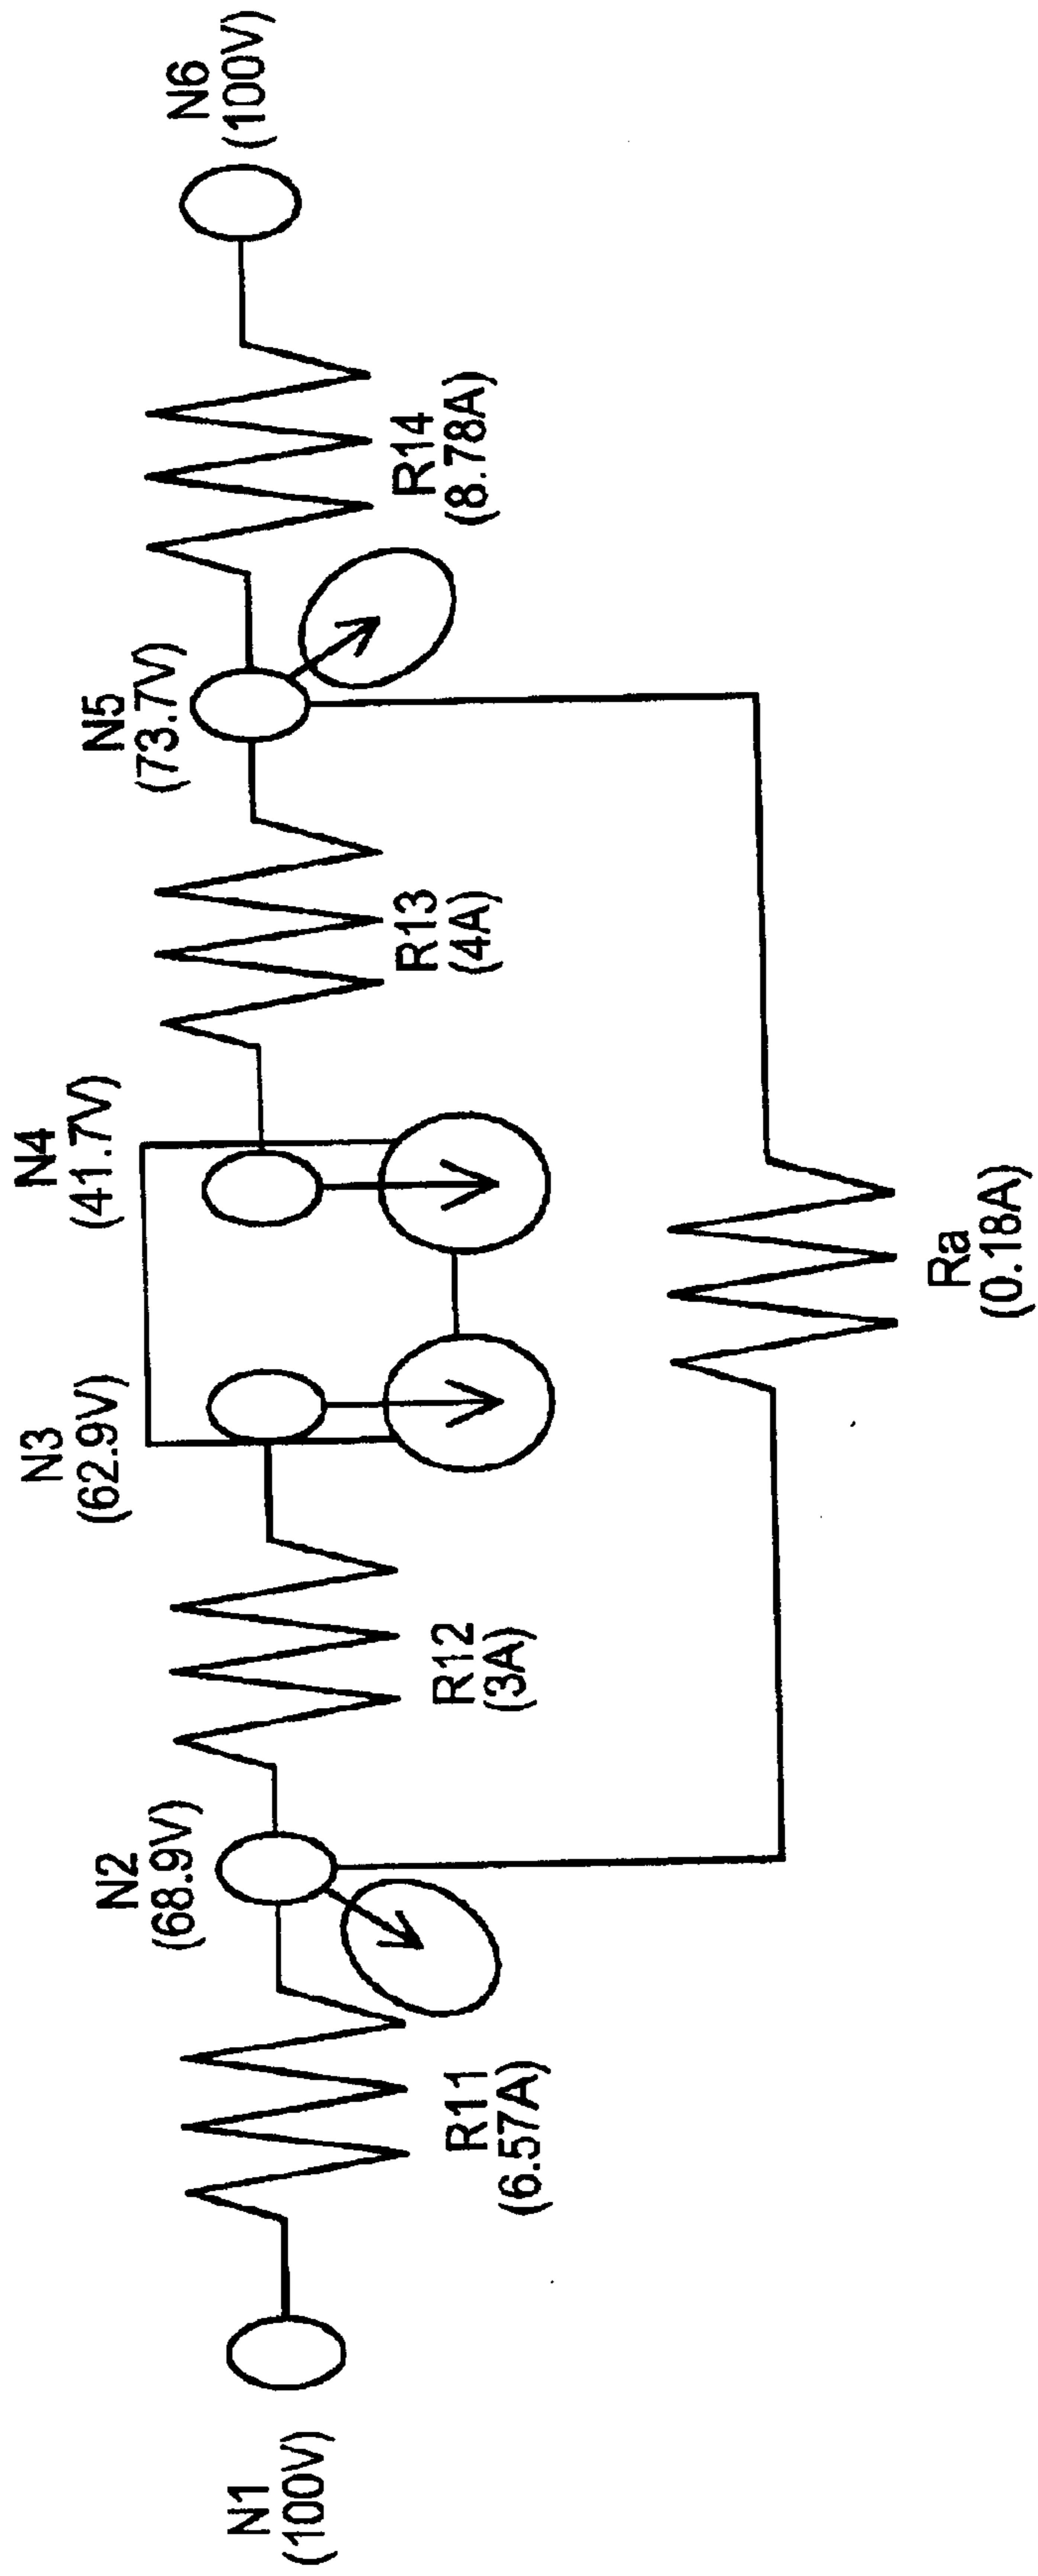 N1
(100V)
R11
(6.57A)
N2
(68.9V)
R12
(3A)
N3
(62.9V)
N4
(41.7V)
R13
(4A)
N5
(73.7V)
R14
(8.78A)
N6
(100V)
Ra
(0.18A)